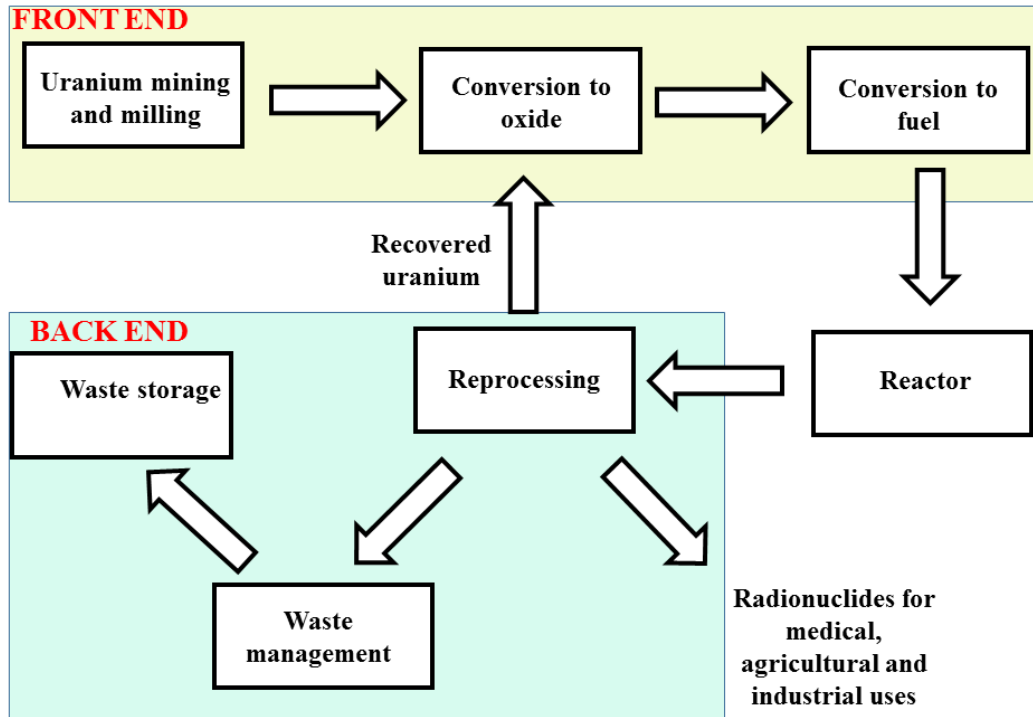 FRONT END
Uranium mining
and milling
Conversion to
oxide
Conversion to
fuel
Recovered
uranium
BACK END
Waste storage
Reprocessing
Reactor
Waste
management
Radionuclides for
medical,
agricultural and
industrial uses